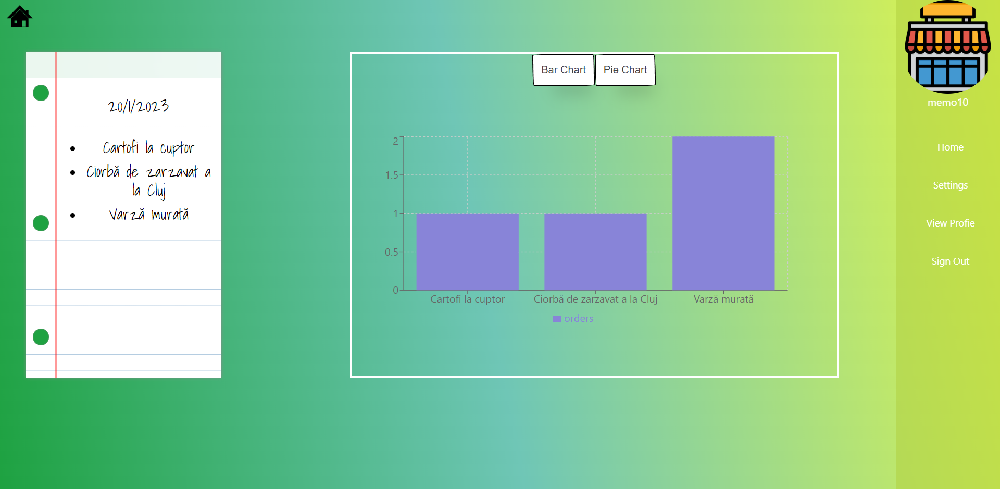 20/1/2023
Cartofi la cuptor
Ciorbă de zarzavat a
la Cluj
Varză murată
Bar Chart
Pie Chart
2
1.5
1
0.5
0
Cartofi la cuptor
Ciorbă de zarzavat a la Cluj
Varză murată
orders
memo10
Home
Settings
View Profie
Sign Out